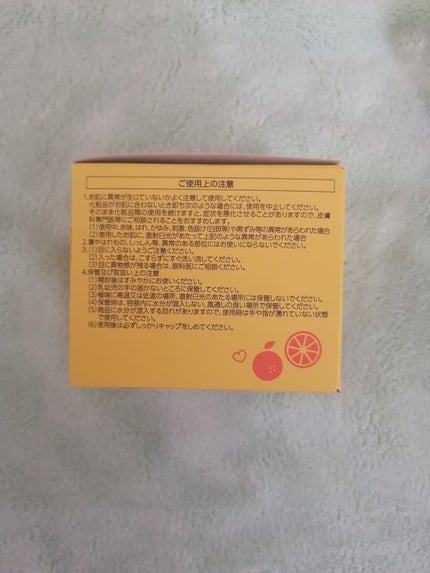 ご使用上の注意
1.お肌に異常が生じていないかよく注意して使用してください。
化粧品がお肌に合わないとき即ち次のような場合には、使用を中止してください。
そのまま化粧品類の使用を続けますと、症状を悪化させることがありますので、皮膚
科専門医等にご相談されることをおすすめします。
(1)使用中、赤味、はれ、かゆみ、刺激、色抜け(白斑等)や黒ずみ等の異常があらわれた場合
(2)使用したお肌に、直射日光があたって上記のような異常があらわれた場合
2.傷やはれもの、しっしん等、異常のある部位にはお使いにならないでください。
3.(1)目に入らないようご注意ください。
(2)入った場合は、こすらずにすぐ洗い流してください。
(3)目に異物感が残る場合は、眼科医にご相談ください。
4.保管及び取扱い上の注意
(1)開封後はすみやかにお使いください。
(2)乳幼児の手の届かないところに保管してください。
(3)極端に高温又は低温の場所、直射日光のあたる場所には保管しないでください。
(4)保管時は、容器内に水分が混入しない、風通しの良い場所で保管してください。
(5)商品に水分が混入する恐れがありますので、使用時は手や指が濡れていない状態
で使用してください。
(6)使用後は必ずしっかりキャップをしめてください。